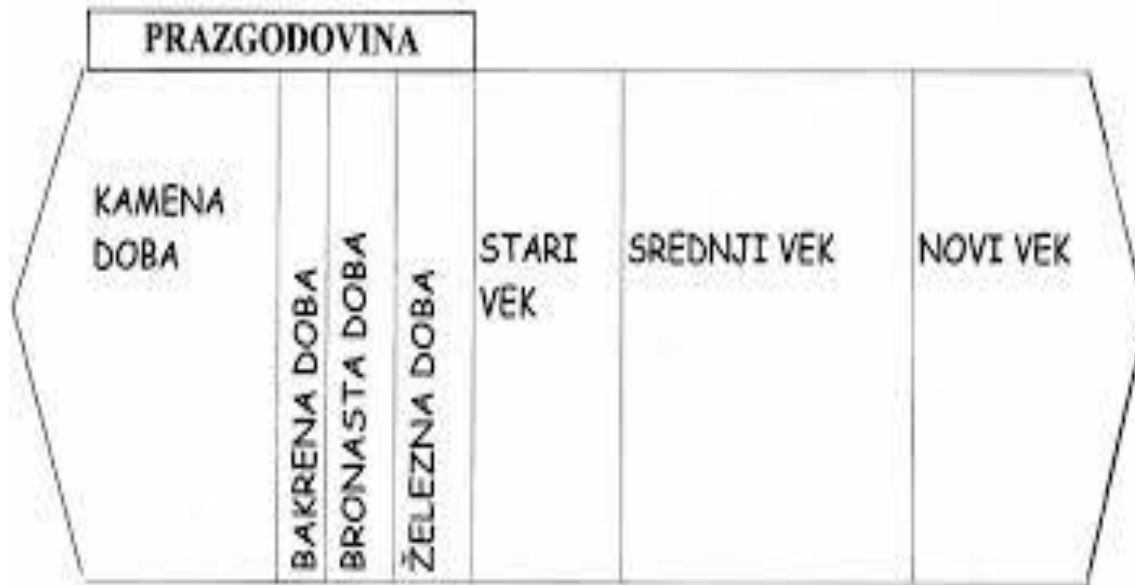 PRAZGODOVINA
KAMENA
DOBA
BAKRENA DOBA
BRONASTA DOBA
ŽELEZNA DOBA
STARI
VEK
SREDNJI VEK
NOVI VEK